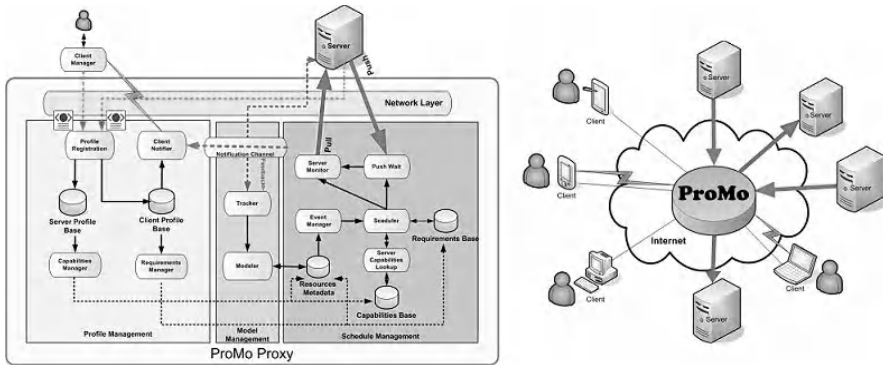 Client
Manager
Server
Push
Network Layer
Profile
Registration
Client
Notifier
Notification Channel
Feedback
Pull
Server
Monitor
Push Wait
Tracker
Server Profile
Base
Client Profile
Base
Event
Manager
Sceduler
Requirements Base
Capabilities
Manager
Requirements
Manager
Modeler
Resources
Metadata
Server
Capabilities
Lookup
Capabilities Base
Profile Management
Model
Management
Schedule Management
ProMo Proxy
Server
Client
Server
Client
ProMo
Server
Internet
Client
Client
Server